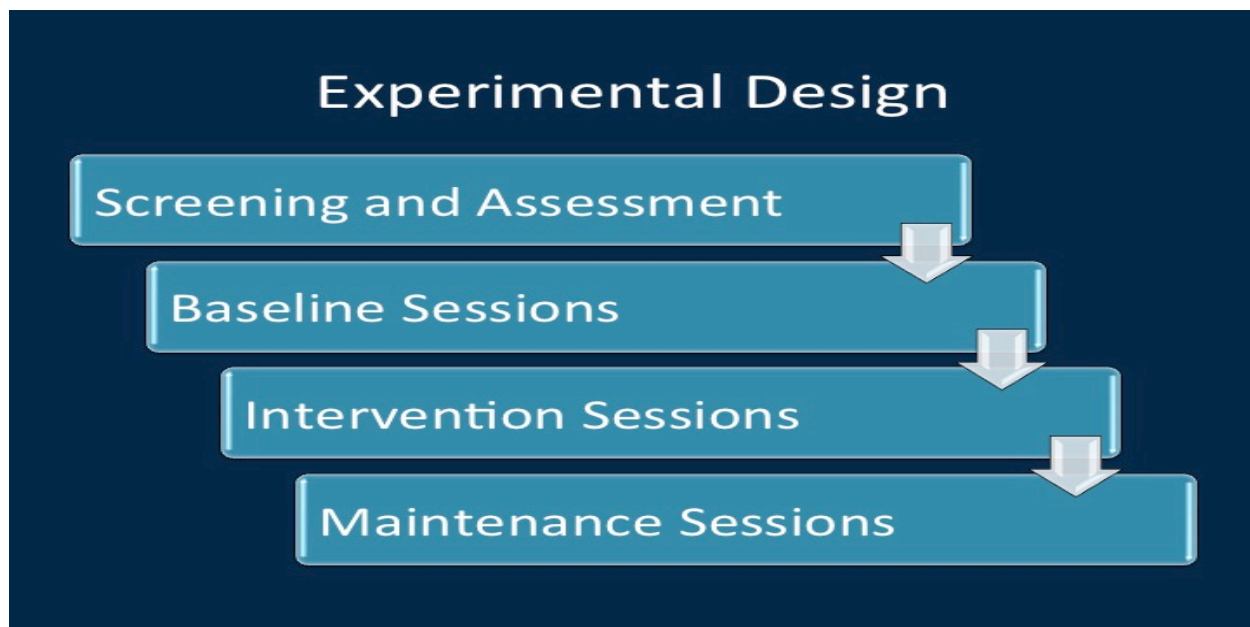 Experimental Design
Screening and Assessment
Baseline Sessions
Intervention Sessions
Maintenance Sessions